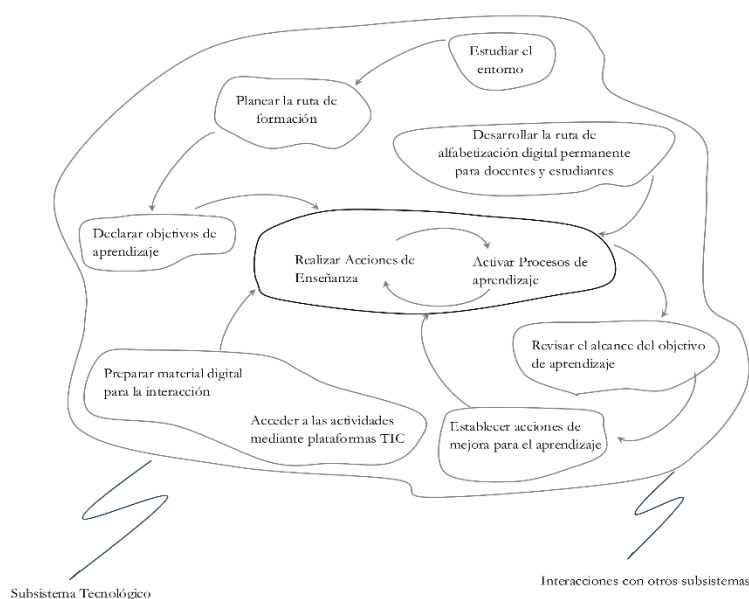 Estudiar el
entorno
Planear la ruta de
formación
Desarrollar la ruta de
alfabetización digital permanente
para docentes y estudiantes
Declarar objetivos de
aprendizaje
Realizar Acciones de
Enseñanza
Activar Procesos de
aprendizaje
Revisar el alcance del objetivo
de aprendizaje
Preparar material digital
para la interacción
Acceder a las actividades
mediante plataformas TIC
Establecer acciones de
mejora para el aprendizaje
Subsistema Tecnológico
Interacciones con otros subsistemas